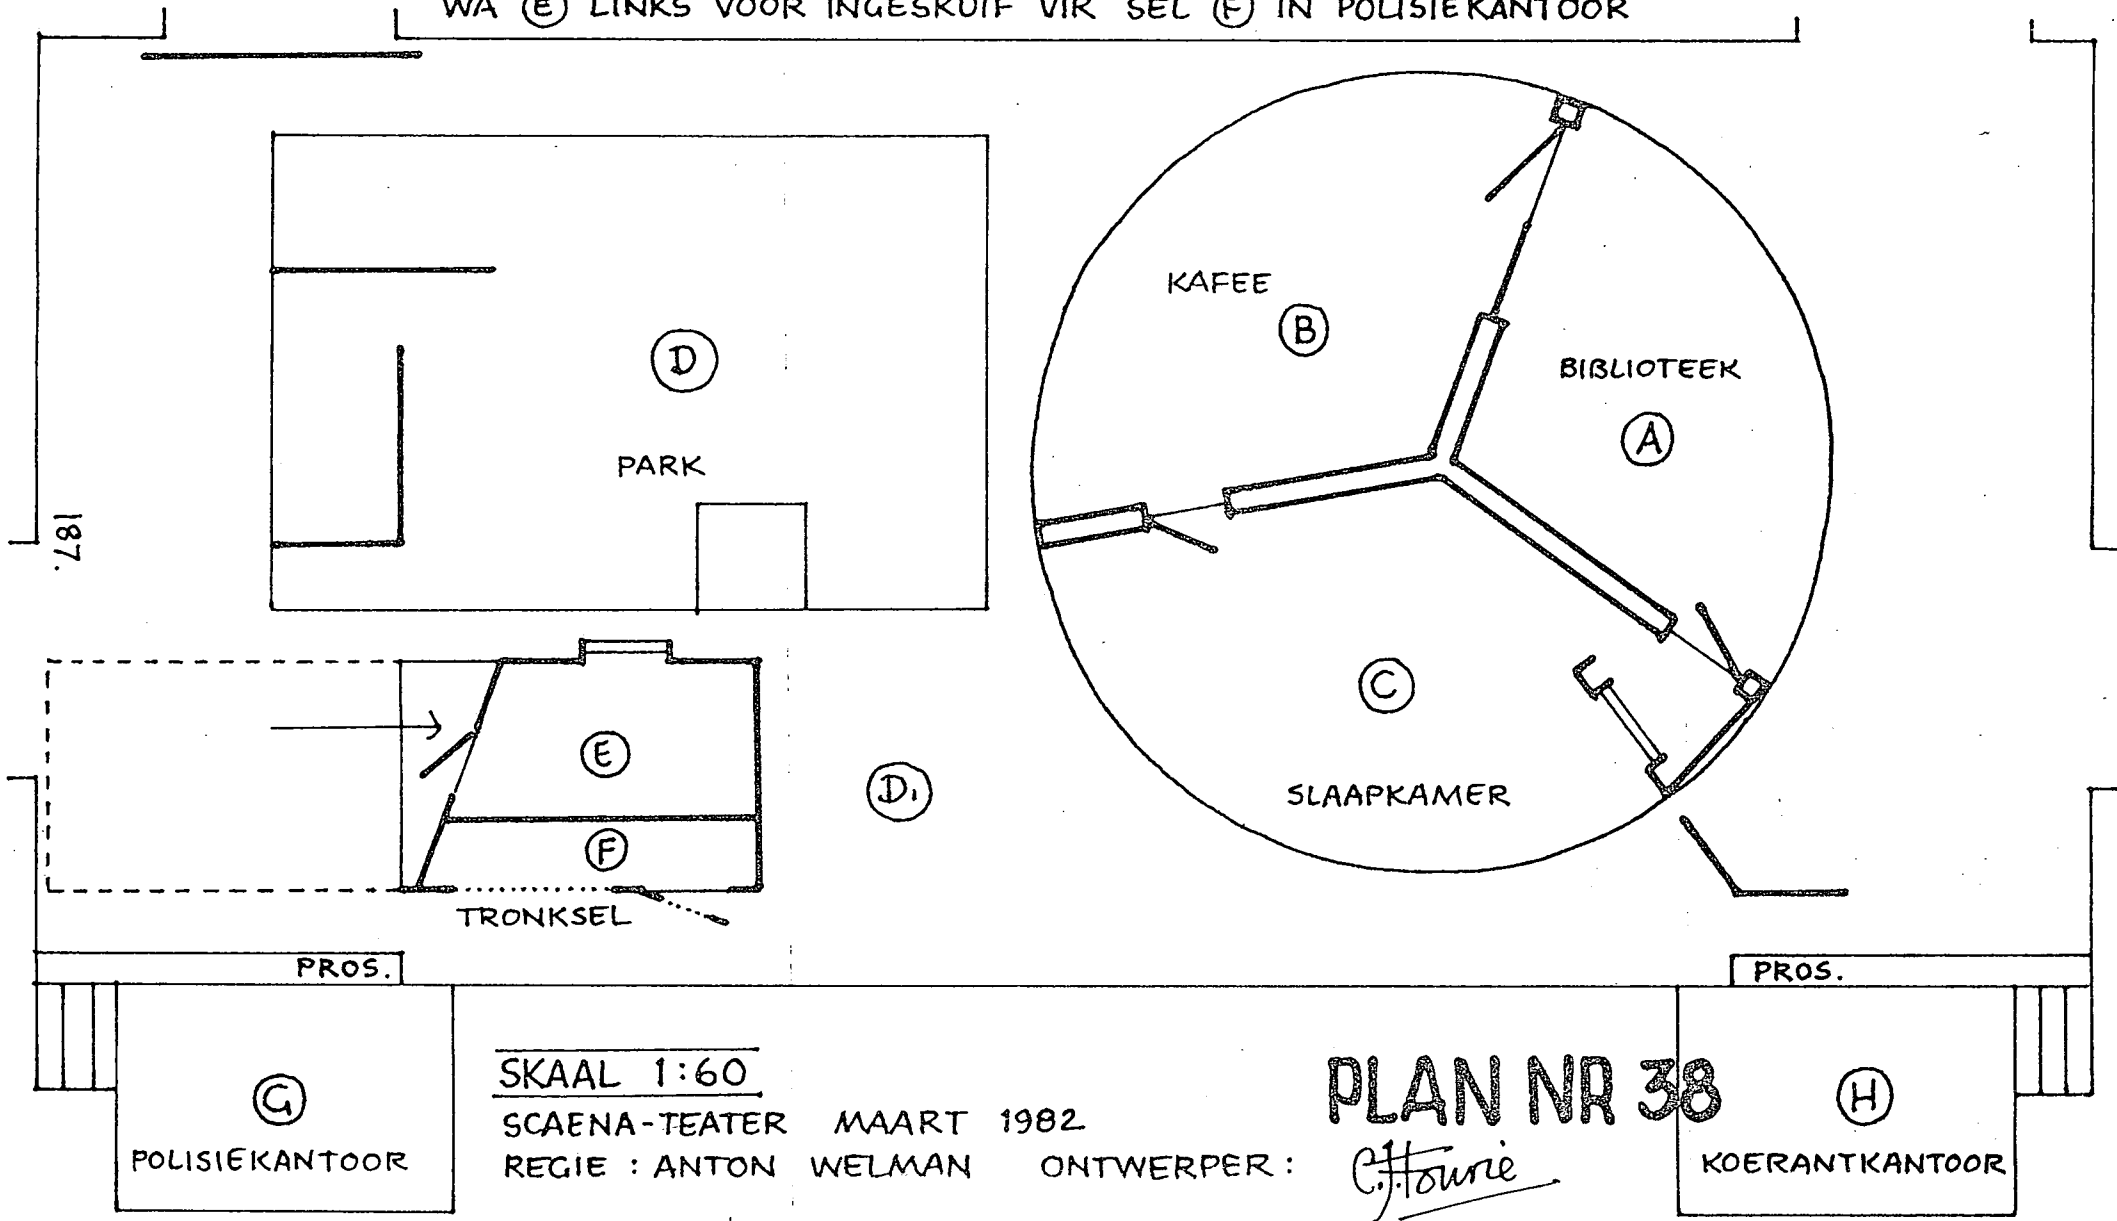 WA (E) LINKS VOOR INGESKUIF VIR SEL (F) IN POLISIEKANTOOR
KAFEE
B
BIBLIOTEEK
A
D
PARK
187.
C
SLAAPKAMER
E
D1
F
TRONKSEL
PROS.
PROS.
G
POLISIEKANTOOR
SKAAL 1:60
SCAENA-TEATER MAART 1982
REGIE : ANTON WELMAN ONTWERPER : C.J. Fourie
PLAN NR 38
H
KOERANTKANTOOR